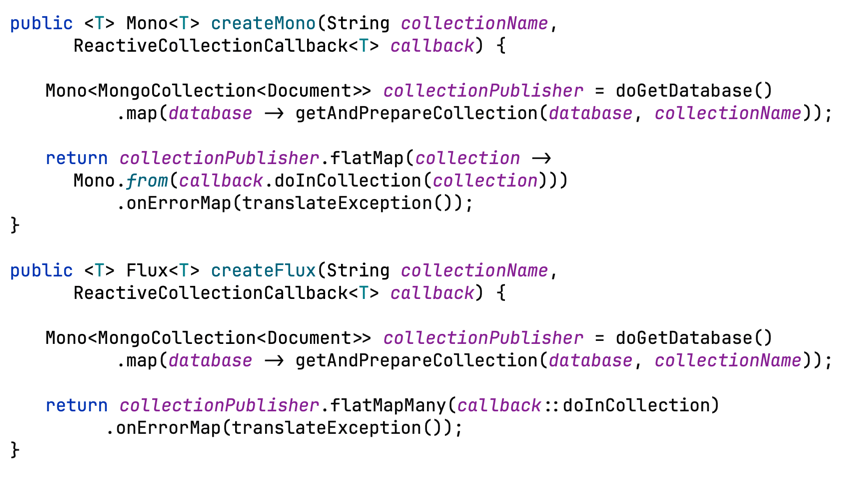 public <T> Mono<T> createMono(String collectionName,
ReactiveCollectionCallback<T> callback) {
Mono<MongoCollection<Document>> collectionPublisher = doGetDatabase()
.map(database -> getAndPrepareCollection(database, collectionName));
return collectionPublisher.flatMap(collection ->
Mono.from(callback.doInCollection(collection)))
.onErrorMap(translateException());
}
public <T> Flux<T> createFlux(String collectionName,
ReactiveCollectionCallback<T> callback) {
Mono<MongoCollection<Document>> collectionPublisher = doGetDatabase()
.map(database -> getAndPrepareCollection(database, collectionName));
return collectionPublisher.flatMapMany(callback::doInCollection)
.onErrorMap(translateException());
}